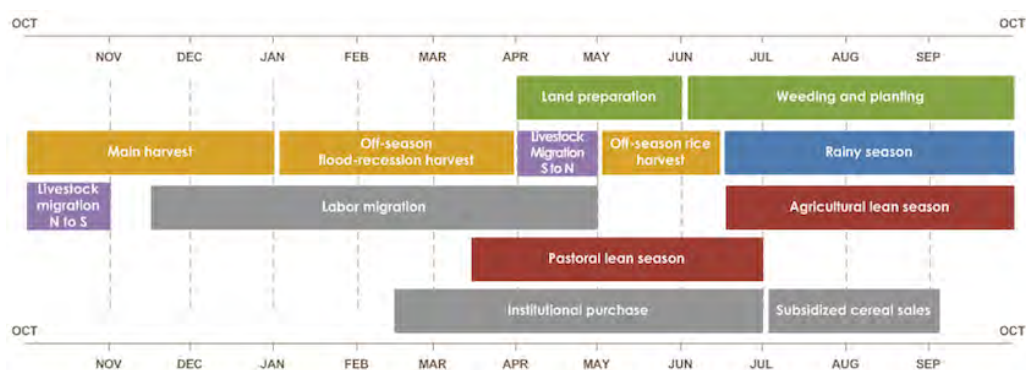 OCT OCT
NOV DEC JAN FEB MAR APR MAY JUN JUL AUG SEP
Land preparation Weeding and planting
Main harvest
Off-season
flood-recession harvest
Livestock
Migration
S to N
Off-season rice
harvest
Rainy season
Livestock
migration
N to S
Labor migration
Agricultural lean season
Pastoral lean season
Institutional purchase Subsidized cereal sales
OCT OCT
NOV DEC JAN FEB MAR APR MAY JUN JUL AUG SEP